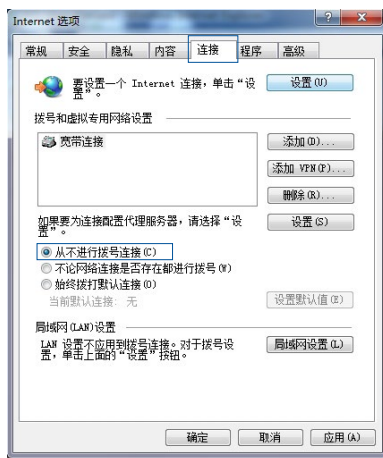 Internet 选项
常规 安全 隐私 内容 连接 程序 高级
要设置一个 Internet 连接，单击“设
置”。
设置(U)
拨号和虚拟专用网络设置
宽带连接
添加(D)...
添加 VPN(P)...
删除(R)...
如果要为连接配置代理服务器，请选择“设
置”。
设置(S)
从不进行拨号连接(C)
不论网络连接是否存在都进行拨号(W)
始终拨打默认连接(O)
当前默认连接: 无
设置默认值(E)
局域网(LAN)设置
LAN 设置不应用到拨号连接。对于拨号设
置，单击上面的“设置”按钮。
局域网设置(L)
确定 取消 应用(A)